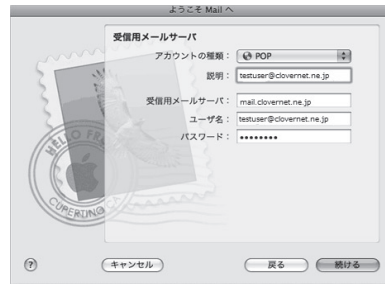 ようこそ Mail へ
受信用メールサーバ
アカウントの種類： POP
説明： testuser@clovernet.ne.jp
受信用メールサーバ： mail.clovernet.ne.jp
ユーザ名： testuser@clovernet.ne.jp
パスワード： ••••••••
HELLO FR
CUPERTINO
? キャンセル 戻る 続ける